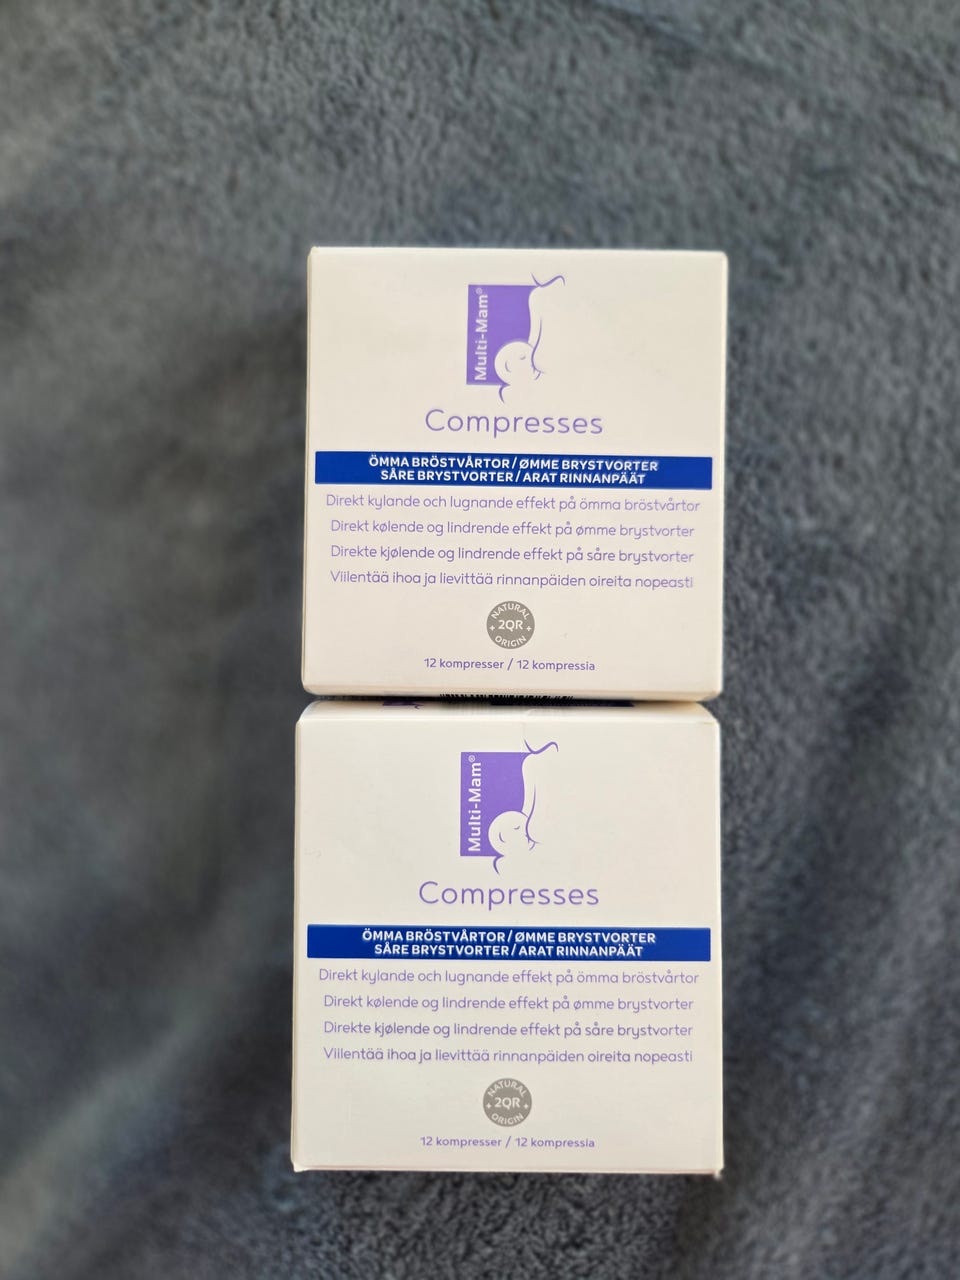 Multi-Mam®
Compresses
ÖMMA BRÖSTVÅRTOR / ØMME BRYSTVORTER
SÅRE BRYSTVORTER / ARAT RINNANPÄÄT
Direkt kylande och lugnande effekt på ömma bröstvårtor
Direkt kølende og lindrende effekt på ømme brystvorter
Direkte kjølende og lindrende effekt på såre brystvorter
Viilentää ihoa ja lievittää rinnanpäiden oireita nopeasti
NATURAL
2QR
ORIGIN
12 kompresser / 12 kompressia
Multi-Mam®
Compresses
ÖMMA BRÖSTVÅRTOR / ØMME BRYSTVORTER
SÅRE BRYSTVORTER / ARAT RINNANPÄÄT
Direkt kylande och lugnande effekt på ömma bröstvårtor
Direkt kølende og lindrende effekt på ømme brystvorter
Direkte kjølende og lindrende effekt på såre brystvorter
Viilentää ihoa ja lievittää rinnanpäiden oireita nopeasti
NATURAL
2QR
ORIGIN
12 kompresser / 12 kompressia